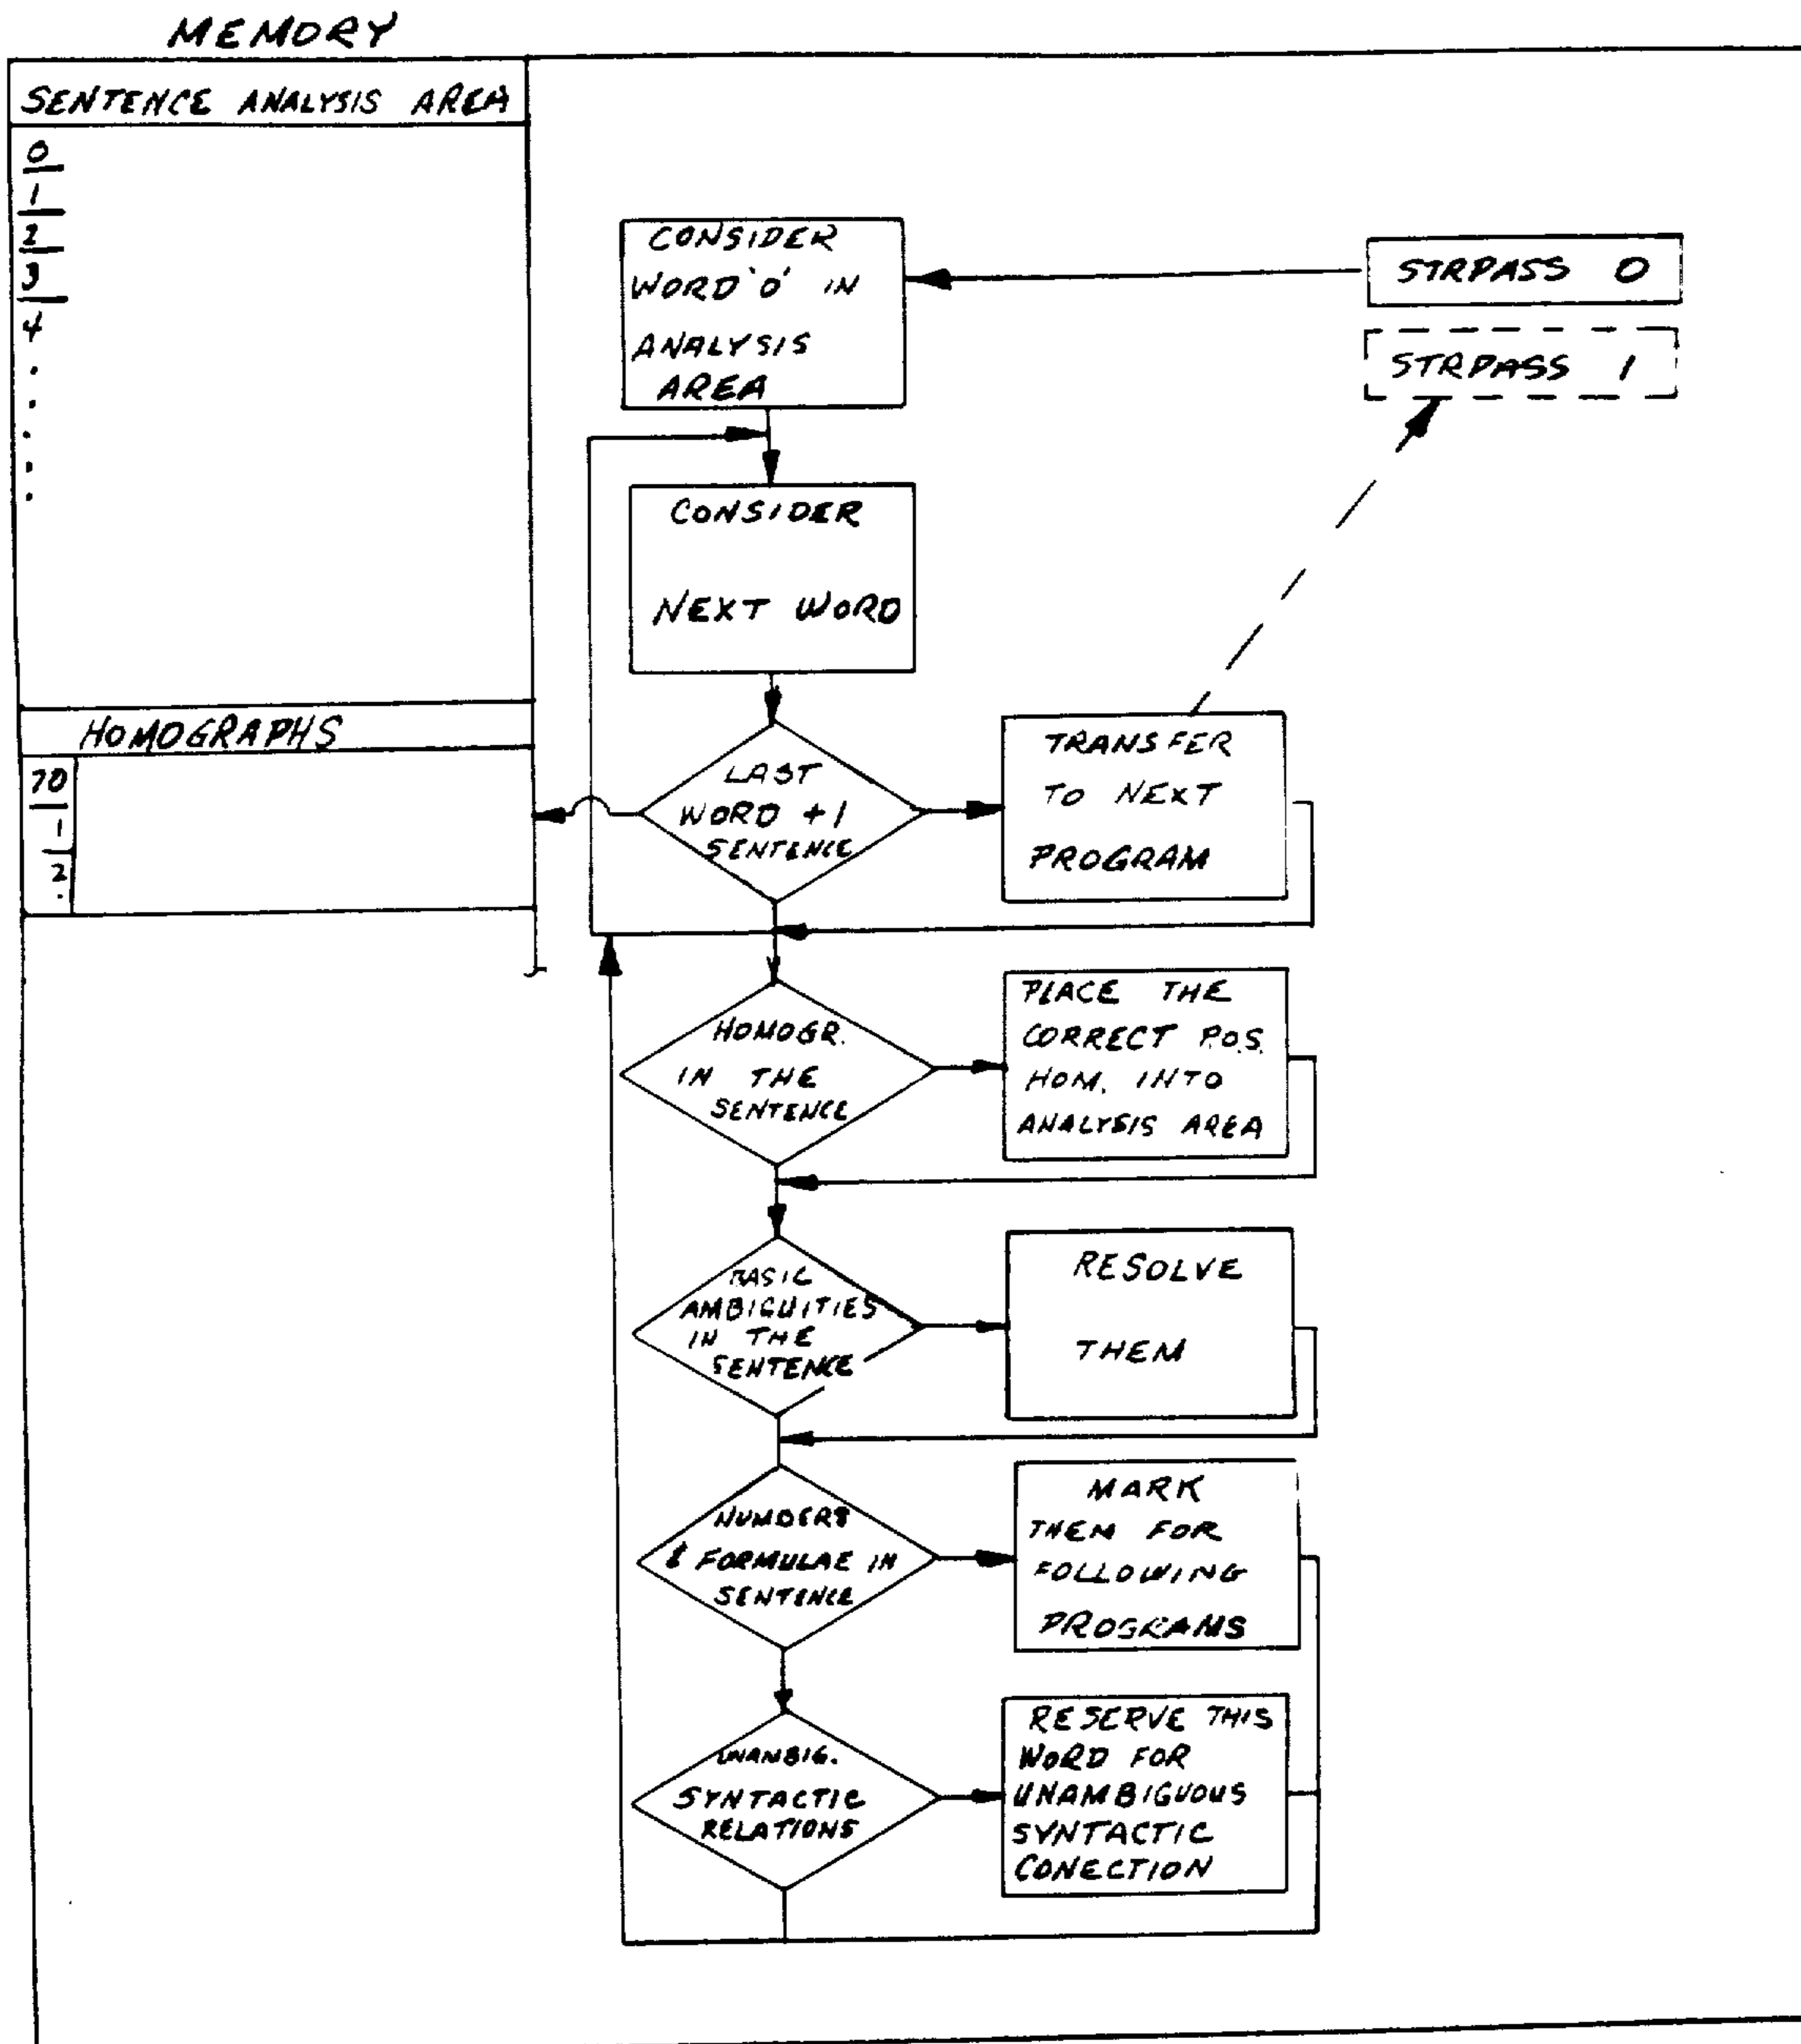 MEMORY
SENTENCE ANALYSIS AREA
0
1
2
3
4
.
.
.
.
.
HOMOGRAPHS
70
1
2
.
CONSIDER
WORD 'O' IN
ANALYSIS
AREA
STRPASS 0
STRPASS 1
CONSIDER
NEXT WORD
LAST
WORD +1
SENTENCE
TRANSFER
TO NEXT
PROGRAM
HOMOGR.
IN THE
SENTENCE
PLACE THE
CORRECT P.O.S.
HOM. INTO
ANALYSIS AREA
BASIC
AMBIGUITIES
IN THE
SENTENCE
RESOLVE
THEM
NUMBERS
& FORMULAE IN
SENTENCE
MARK
THEM FOR
FOLLOWING
PROGRAMS
UNAMBIG.
SYNTACTIC
RELATIONS
RESERVE THIS
WORD FOR
UNAMBIGUOUS
SYNTACTIC
CONECTION